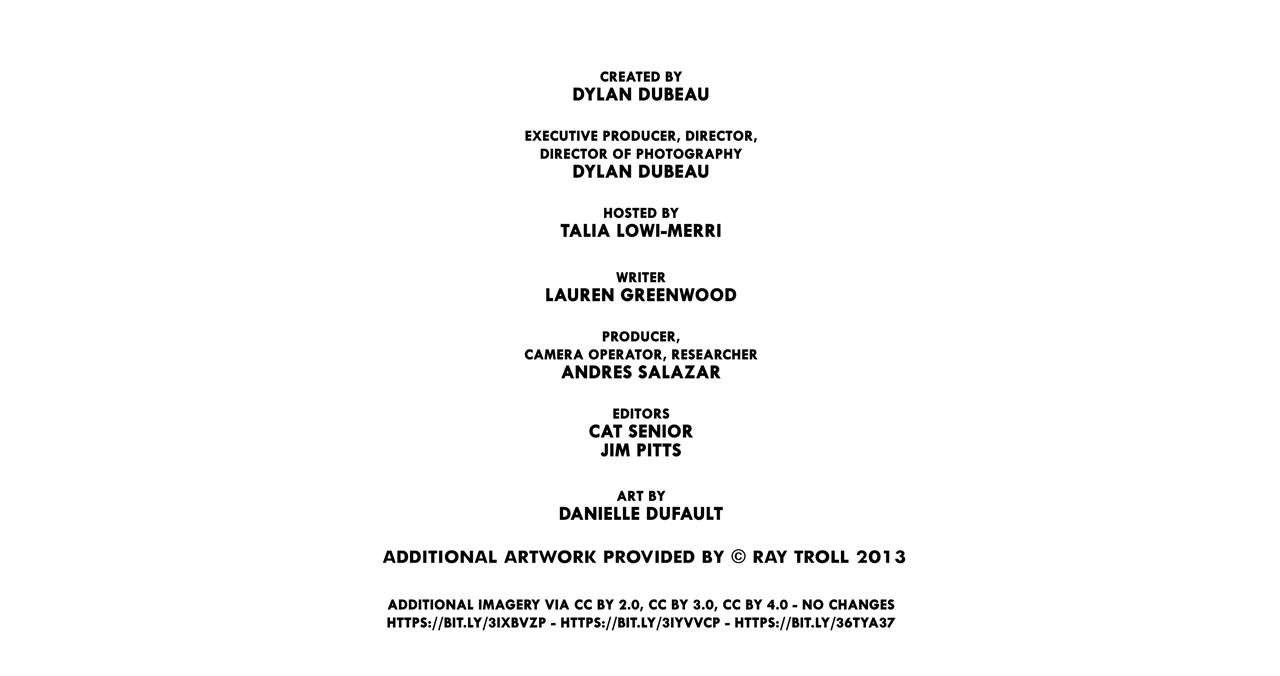 CREATED BY
DYLAN DUBEAU
EXECUTIVE PRODUCER, DIRECTOR,
DIRECTOR OF PHOTOGRAPHY
DYLAN DUBEAU
HOSTED BY
TALIA LOWI-MERRI
WRITER
LAUREN GREENWOOD
PRODUCER,
CAMERA OPERATOR, RESEARCHER
ANDRES SALAZAR
EDITORS
CAT SENIOR
JIM PITTS
ART BY
DANIELLE DUFAULT
ADDITIONAL ARTWORK PROVIDED BY © RAY TROLL 2013
ADDITIONAL IMAGERY VIA CC BY 2.0, CC BY 3.0, CC BY 4.0 - NO CHANGES
HTTPS://BIT.LY/3IXBVZP - HTTPS://BIT.LY/3IYVVCP - HTTPS://BIT.LY/36TYA37